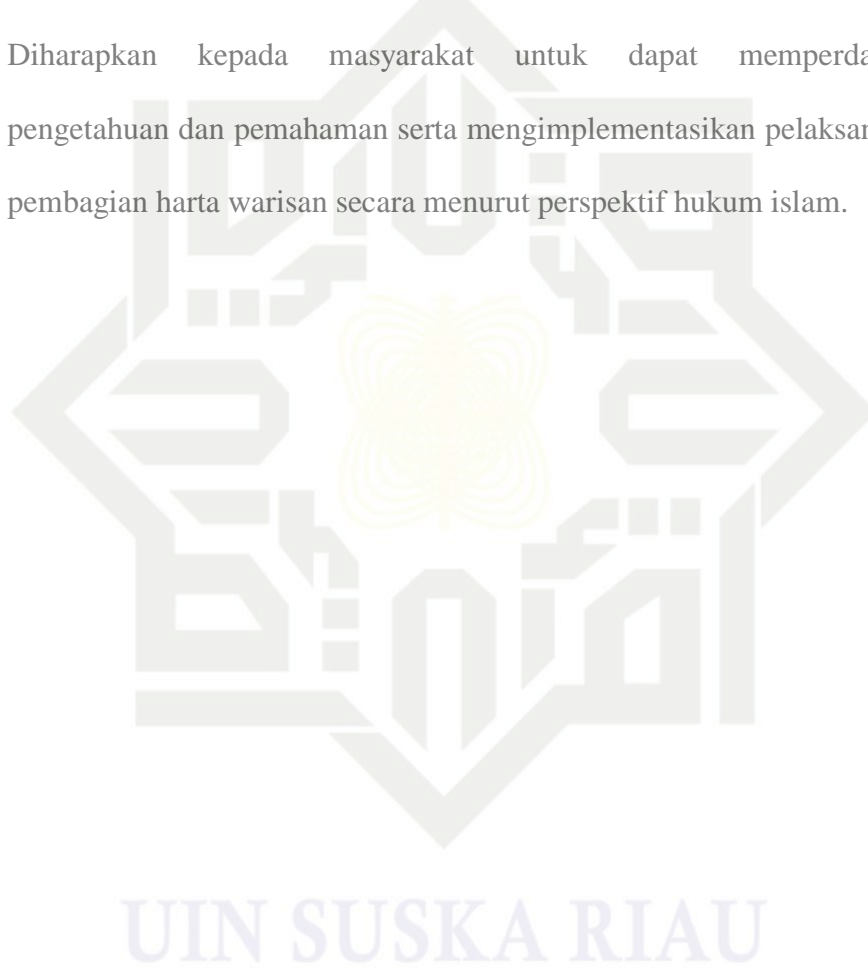 Diharapkan kepada masyarakat untuk dapat memperda
pengetahuan dan pemahaman serta mengimplementasikan pelaksan
pembagian harta warisan secara menurut perspektif hukum islam.
UIN SUSKA RIAU